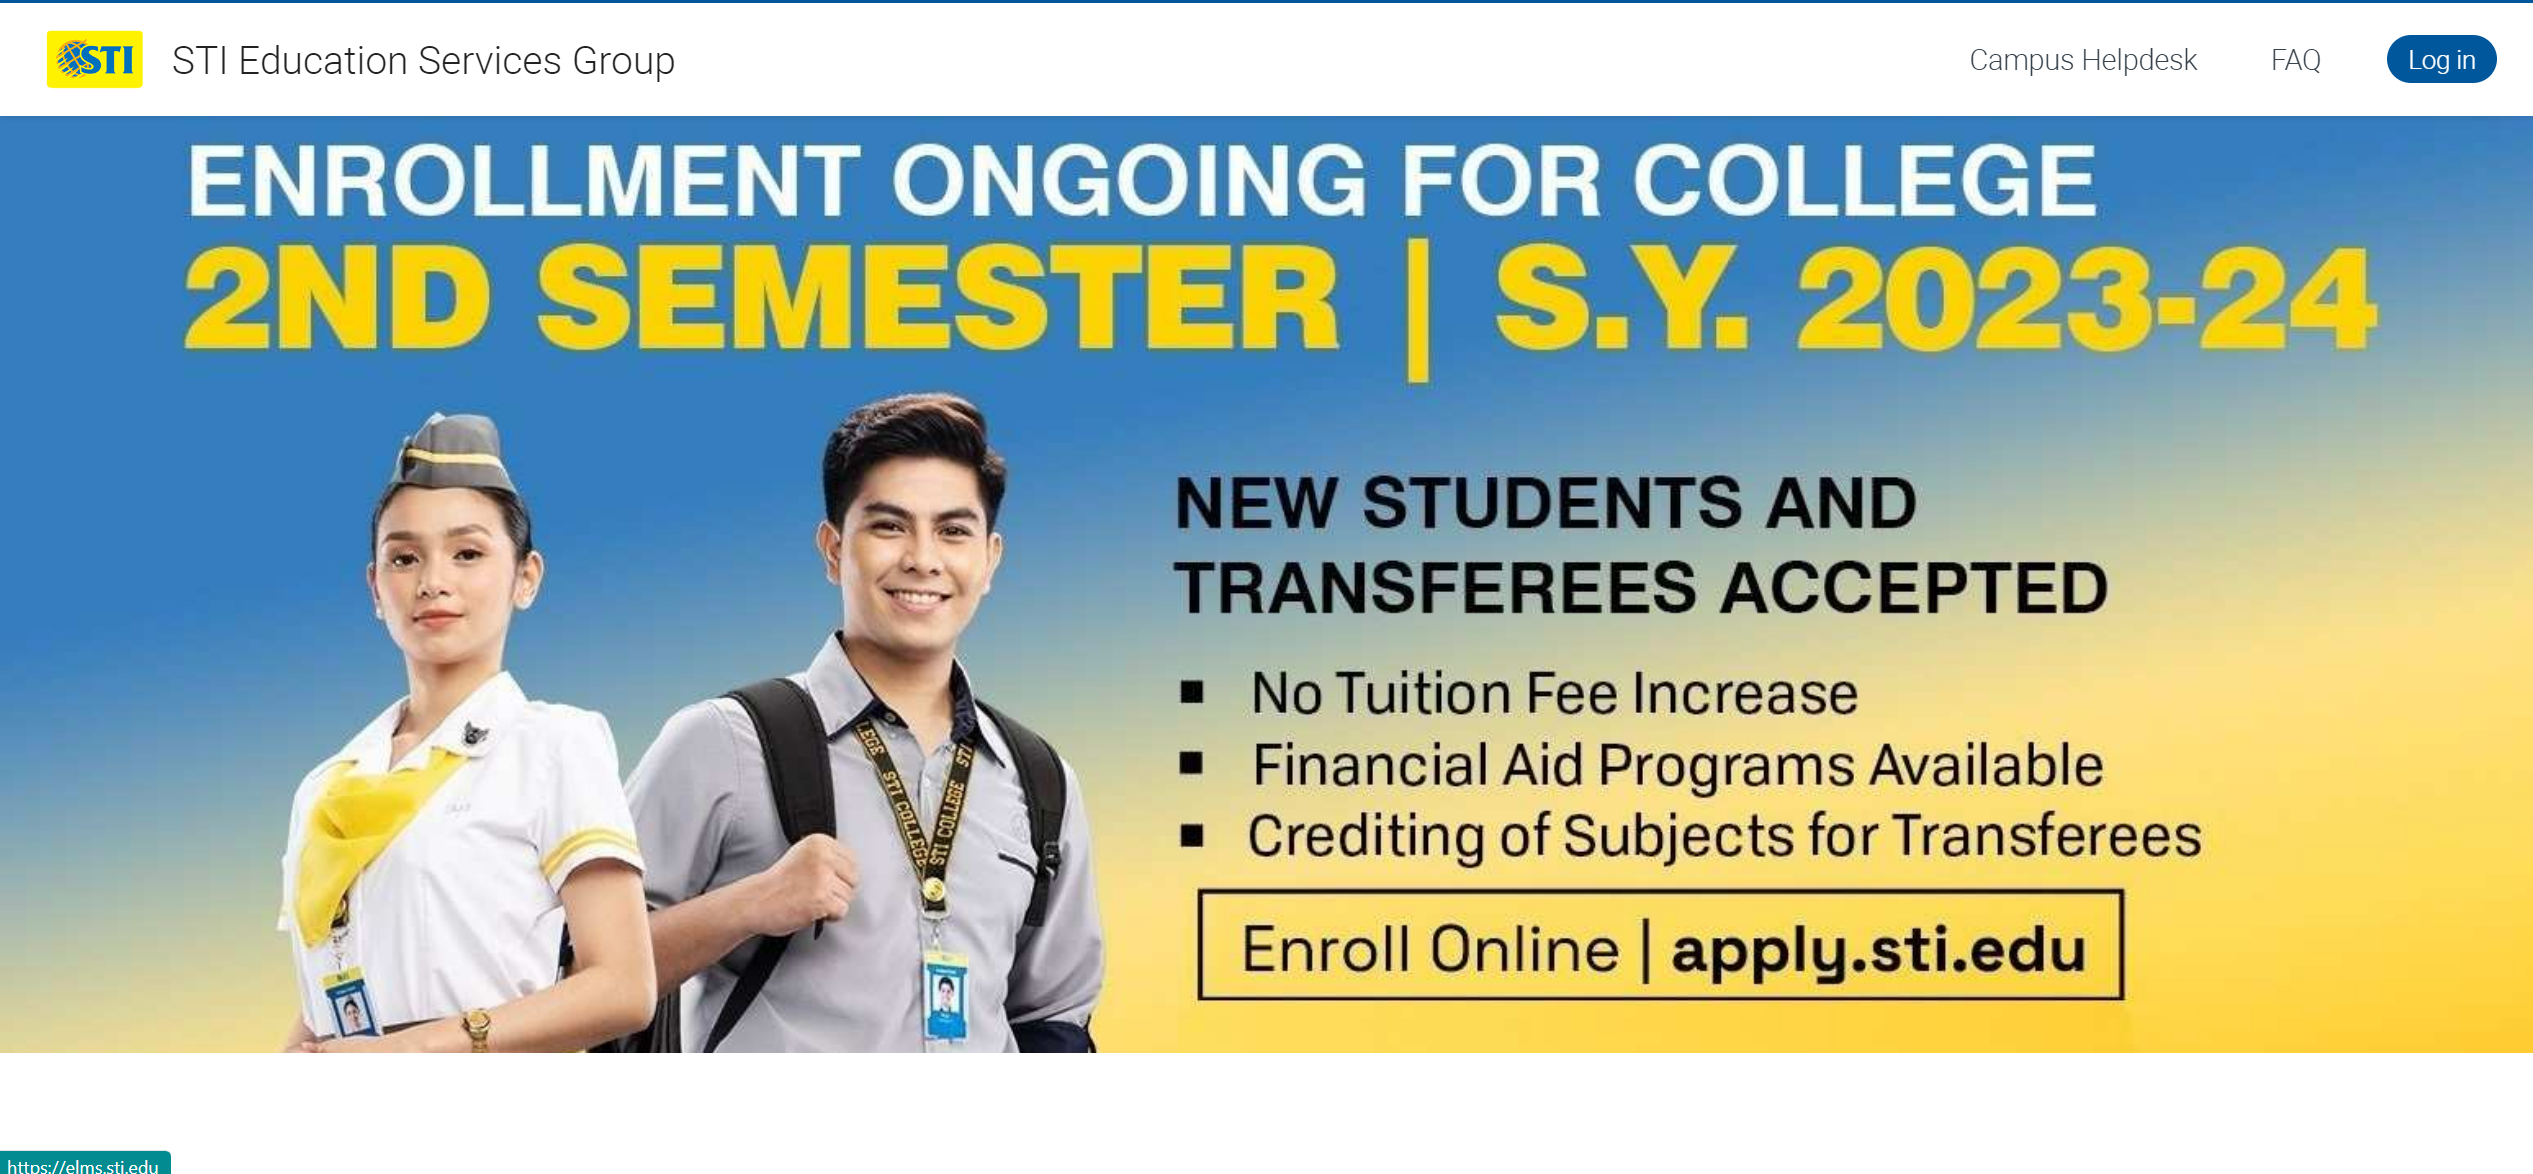 STI
STI Education Services Group
Campus Helpdesk
FAQ
Log in
ENROLLMENT ONGOING FOR COLLEGE
2ND SEMESTER | S.Y. 2023-24
NEW STUDENTS AND
TRANSFEREES ACCEPTED
▪ No Tuition Fee Increase
▪ Financial Aid Programs Available
▪ Crediting of Subjects for Transferees
Enroll Online | apply.sti.edu
LEGE STI COLLEGE
STI COLLEGE STI
https://elms.sti.edu